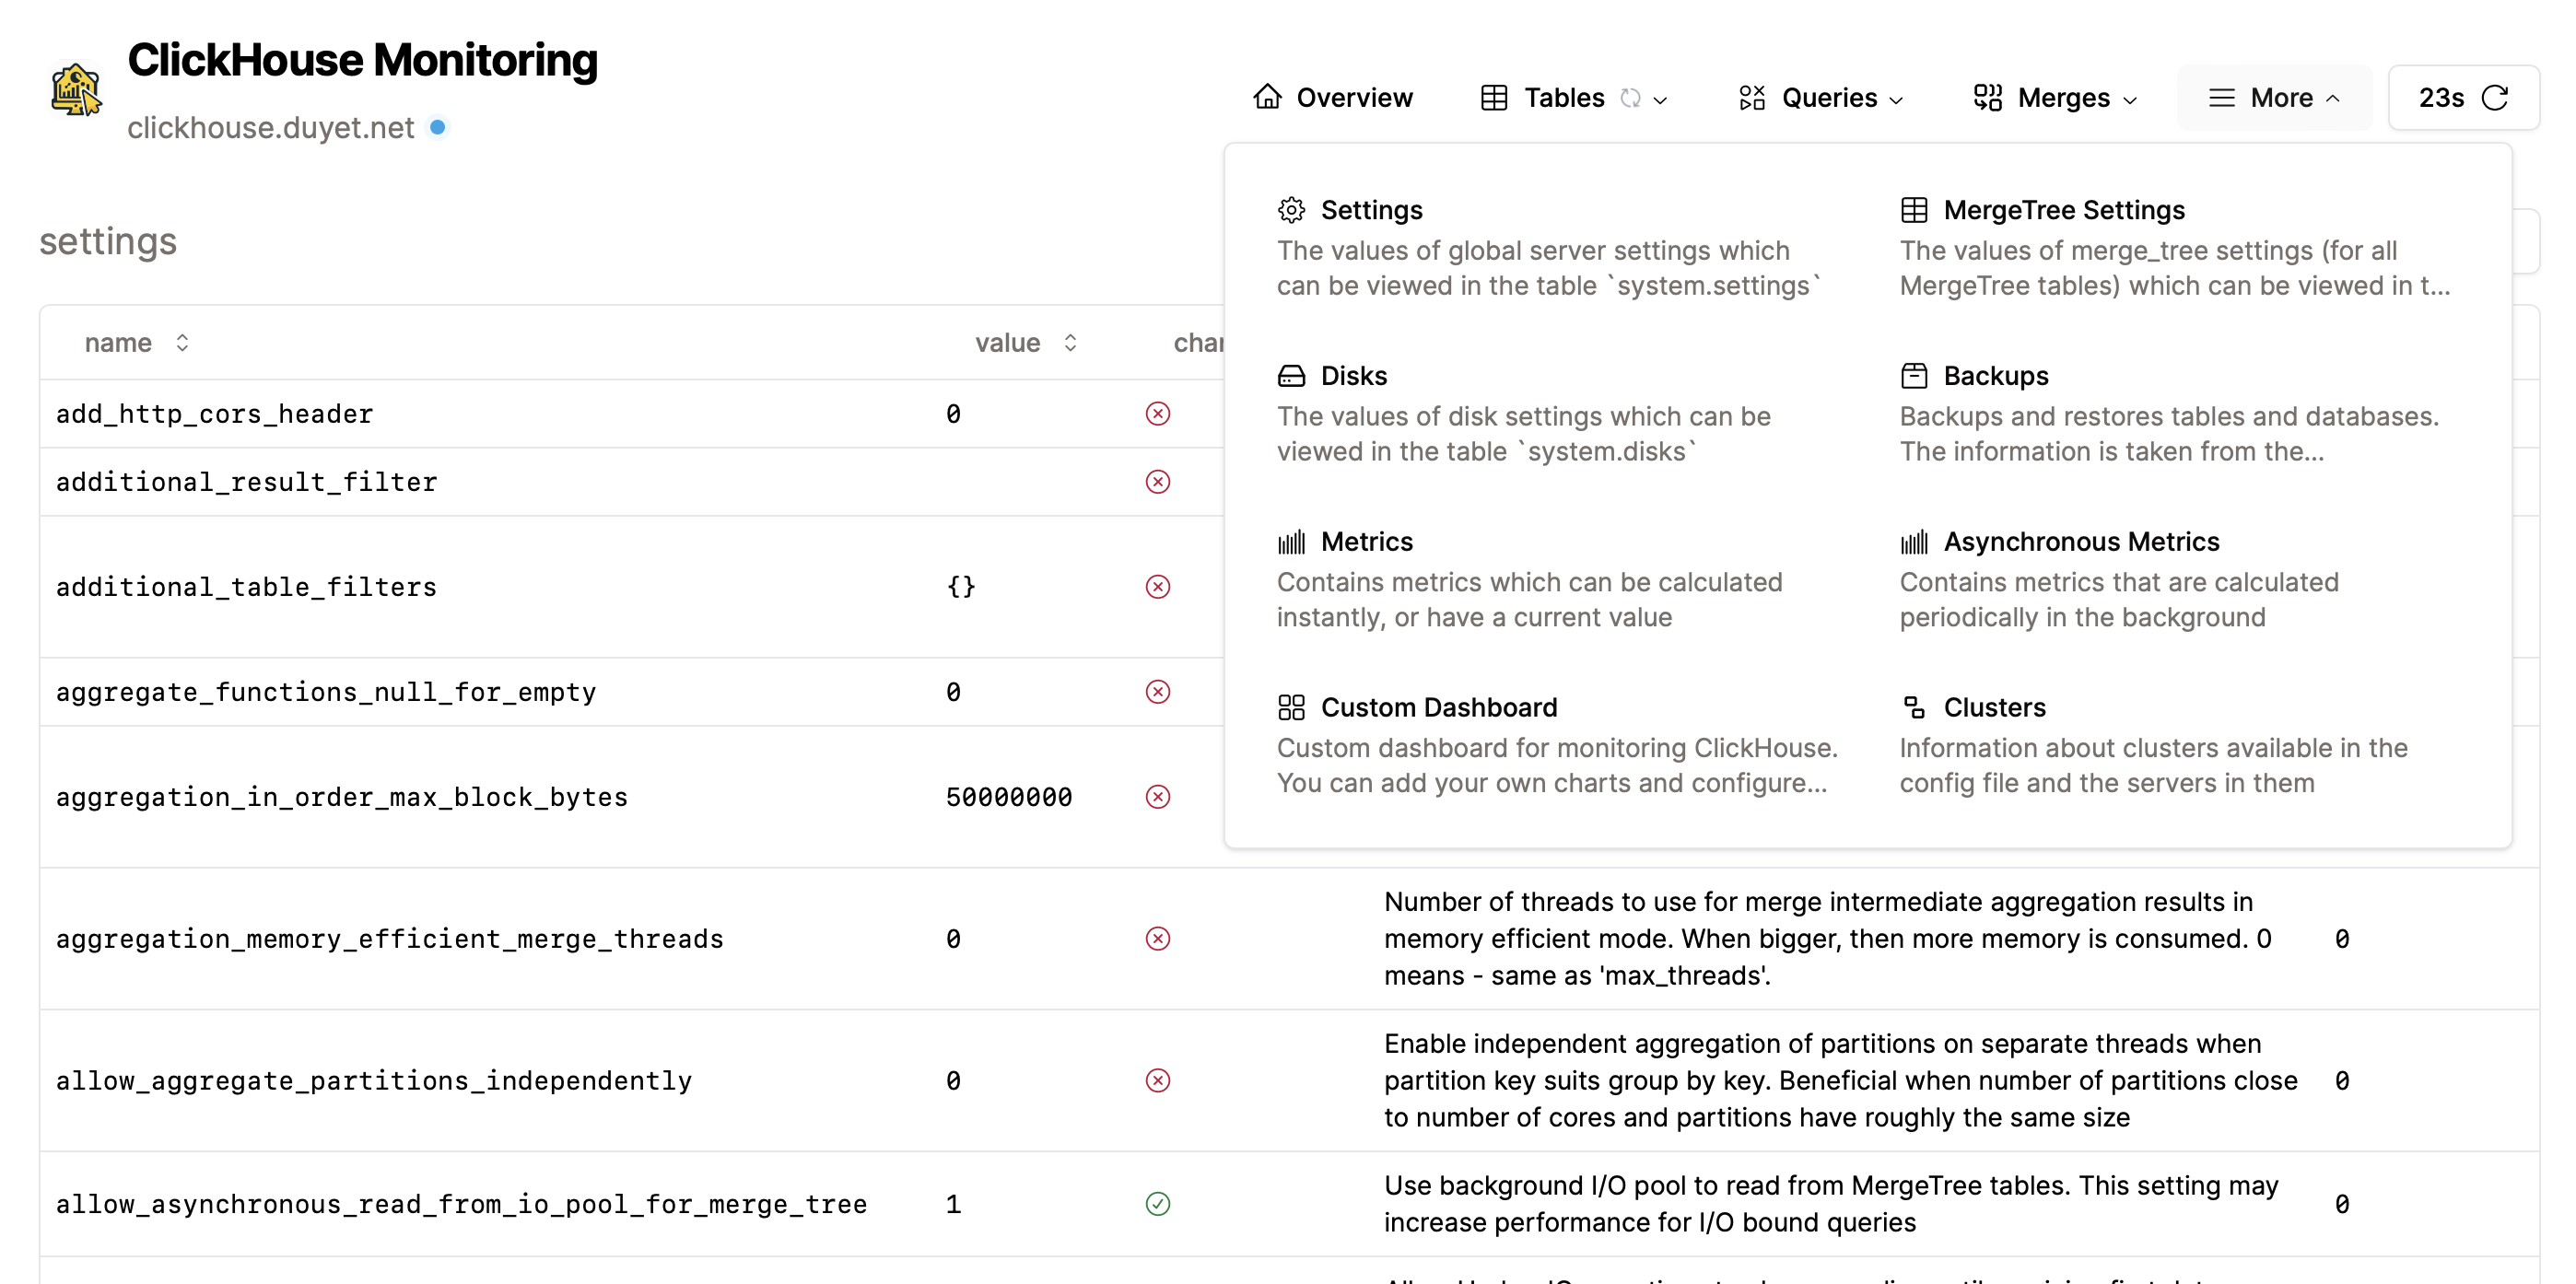 ClickHouse Monitoring
clickhouse.duyet.net
Overview
Tables
Queries
Merges
More
23s
settings
Settings
The values of global server settings which
can be viewed in the table `system.settings`
MergeTree Settings
The values of merge_tree settings (for all
MergeTree tables) which can be viewed in t...
Disks
The values of disk settings which can be
viewed in the table `system.disks`
Backups
Backups and restores tables and databases.
The information is taken from the...
Metrics
Contains metrics which can be calculated
instantly, or have a current value
Asynchronous Metrics
Contains metrics that are calculated
periodically in the background
Custom Dashboard
Custom dashboard for monitoring ClickHouse.
You can add your own charts and configure...
Clusters
Information about clusters available in the
config file and the servers in them
name value
add_http_cors_header 0
additional_result_filter
additional_table_filters {}
aggregate_functions_null_for_empty 0
aggregation_in_order_max_block_bytes 50000000
aggregation_memory_efficient_merge_threads 0
Number of threads to use for merge intermediate aggregation results in
memory efficient mode. When bigger, then more memory is consumed. 0
means - same as 'max_threads'.
0
allow_aggregate_partitions_independently 0
Enable independent aggregation of partitions on separate threads when
partition key suits group by key. Beneficial when number of partitions close
to number of cores and partitions have roughly the same size
0
allow_asynchronous_read_from_io_pool_for_merge_tree 1
Use background I/O pool to read from MergeTree tables. This setting may
increase performance for I/O bound queries
0